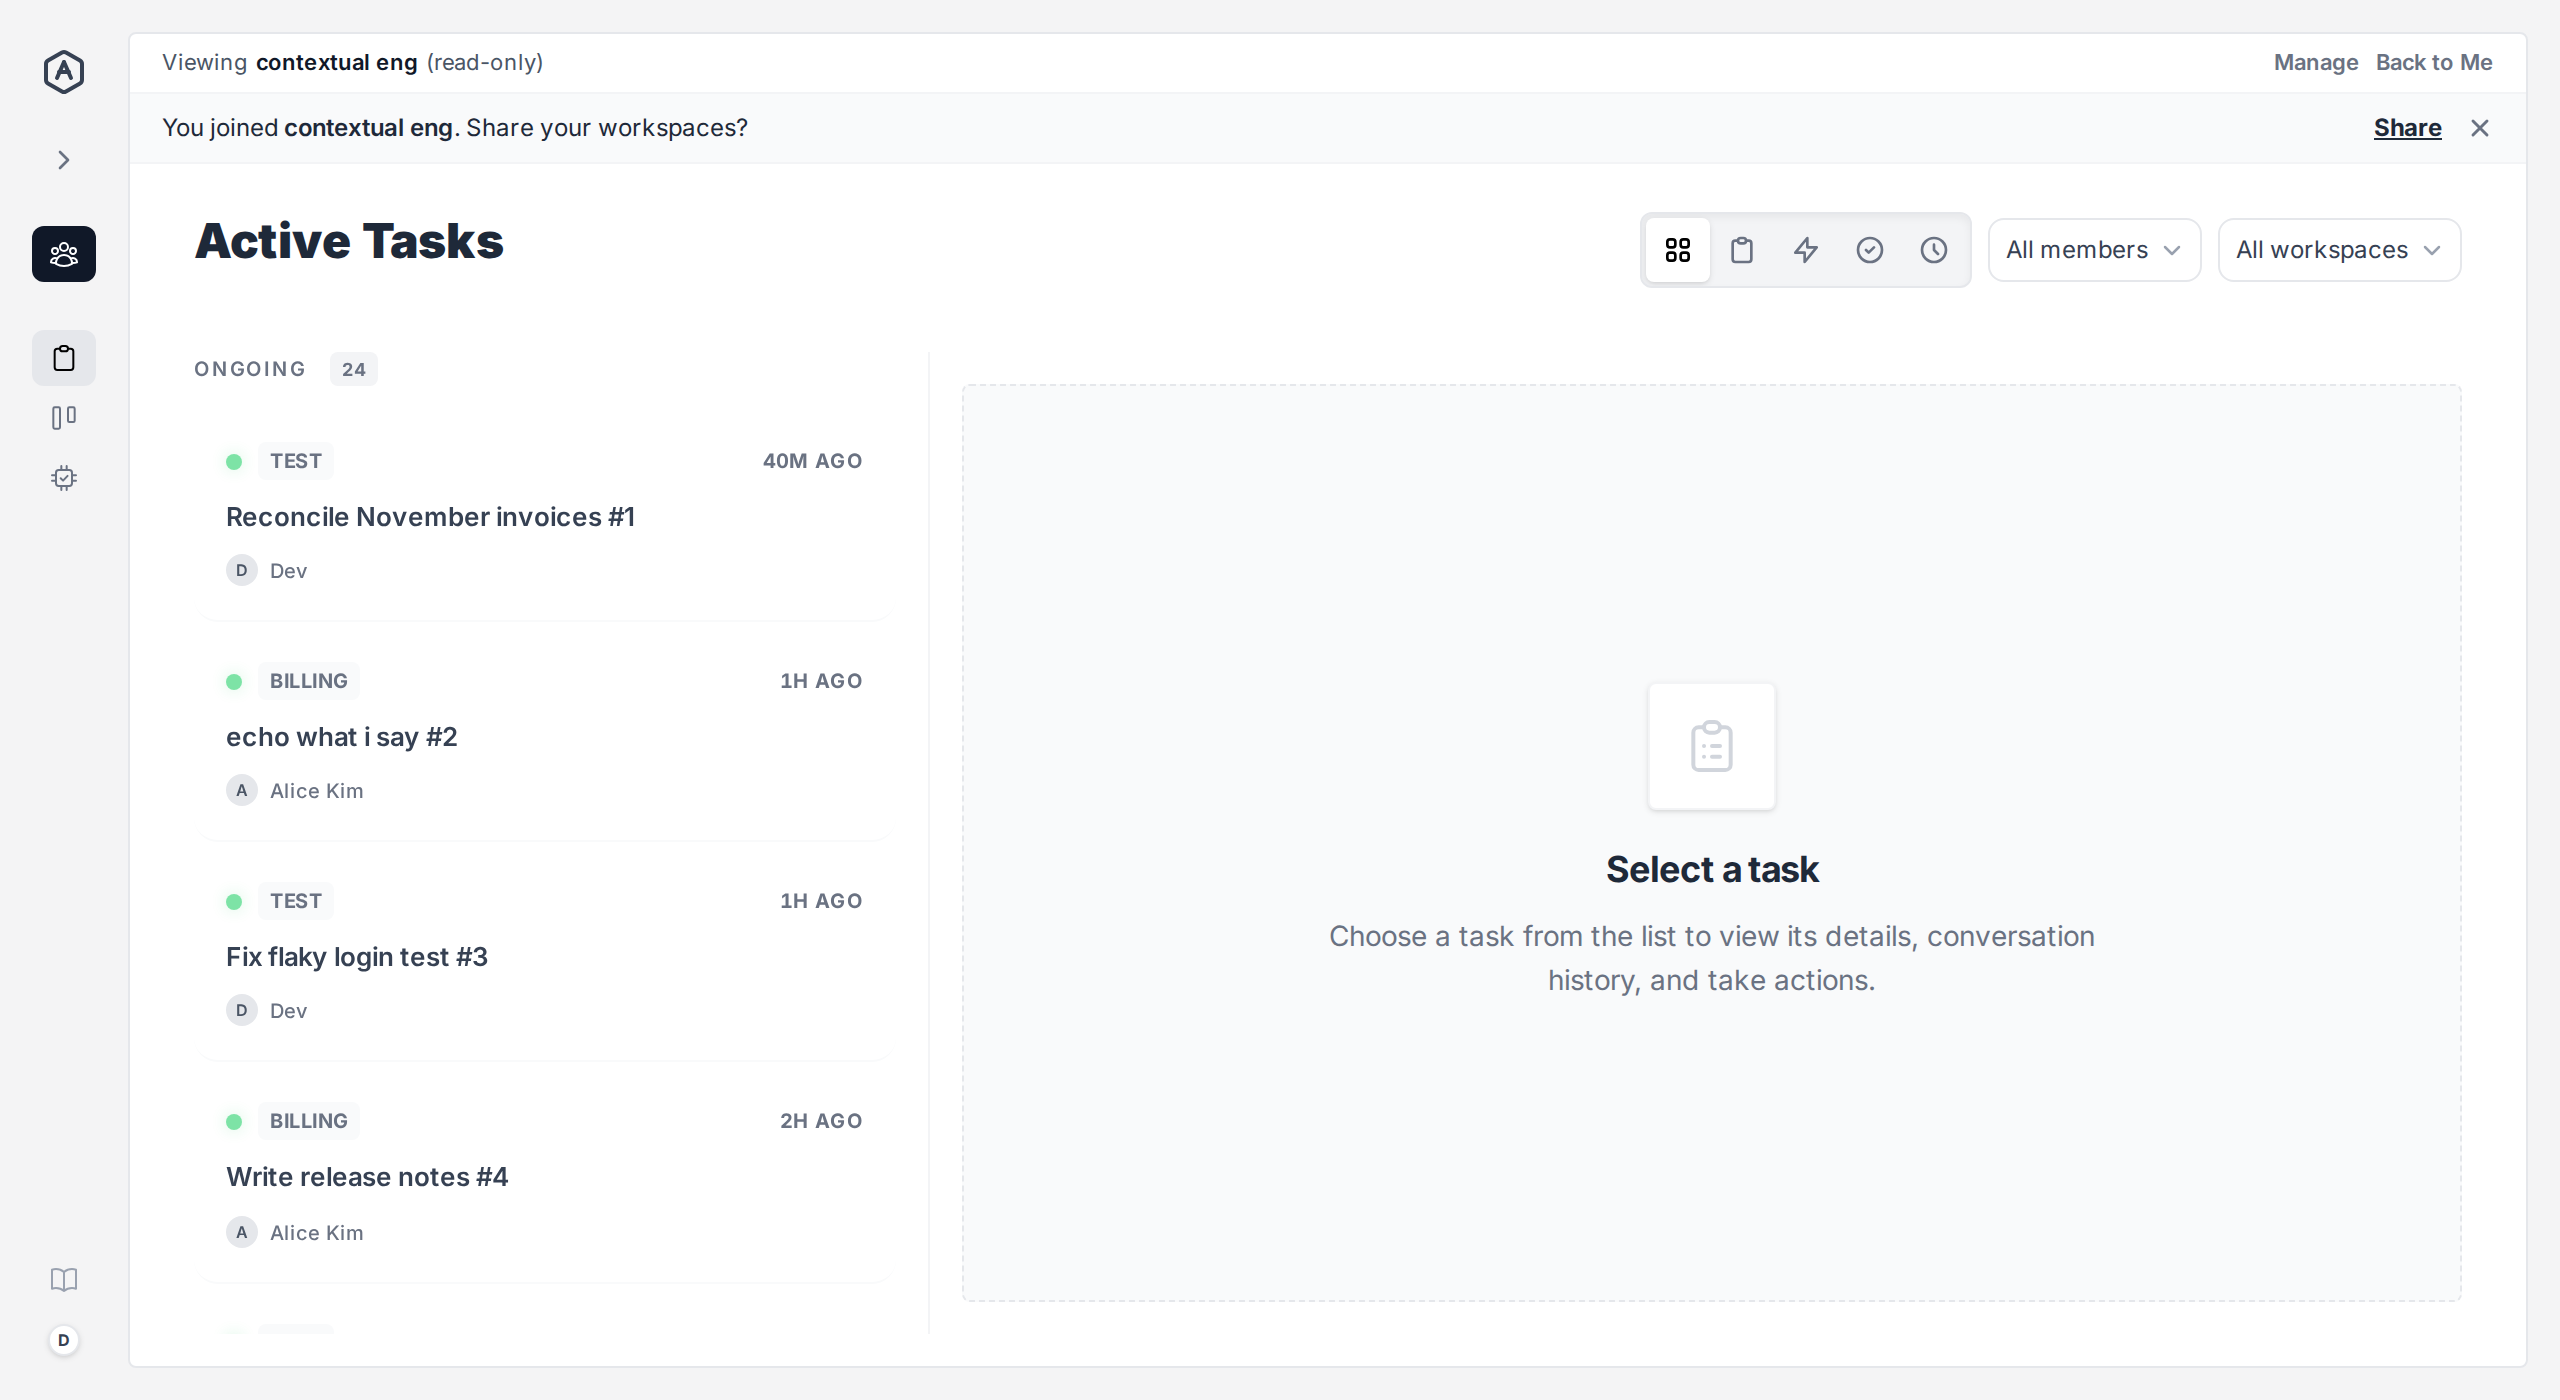 Viewing contextual eng (read-only)
Manage Back to Me
You joined contextual eng. Share your workspaces?
Share
Active Tasks
All members
All workspaces
ONGOING 24
TEST 40M AGO
Reconcile November invoices #1
D Dev
BILLING 1H AGO
echo what i say #2
A Alice Kim
TEST 1H AGO
Fix flaky login test #3
D Dev
BILLING 2H AGO
Write release notes #4
A Alice Kim
Select a task
Choose a task from the list to view its details, conversation
history, and take actions.
D